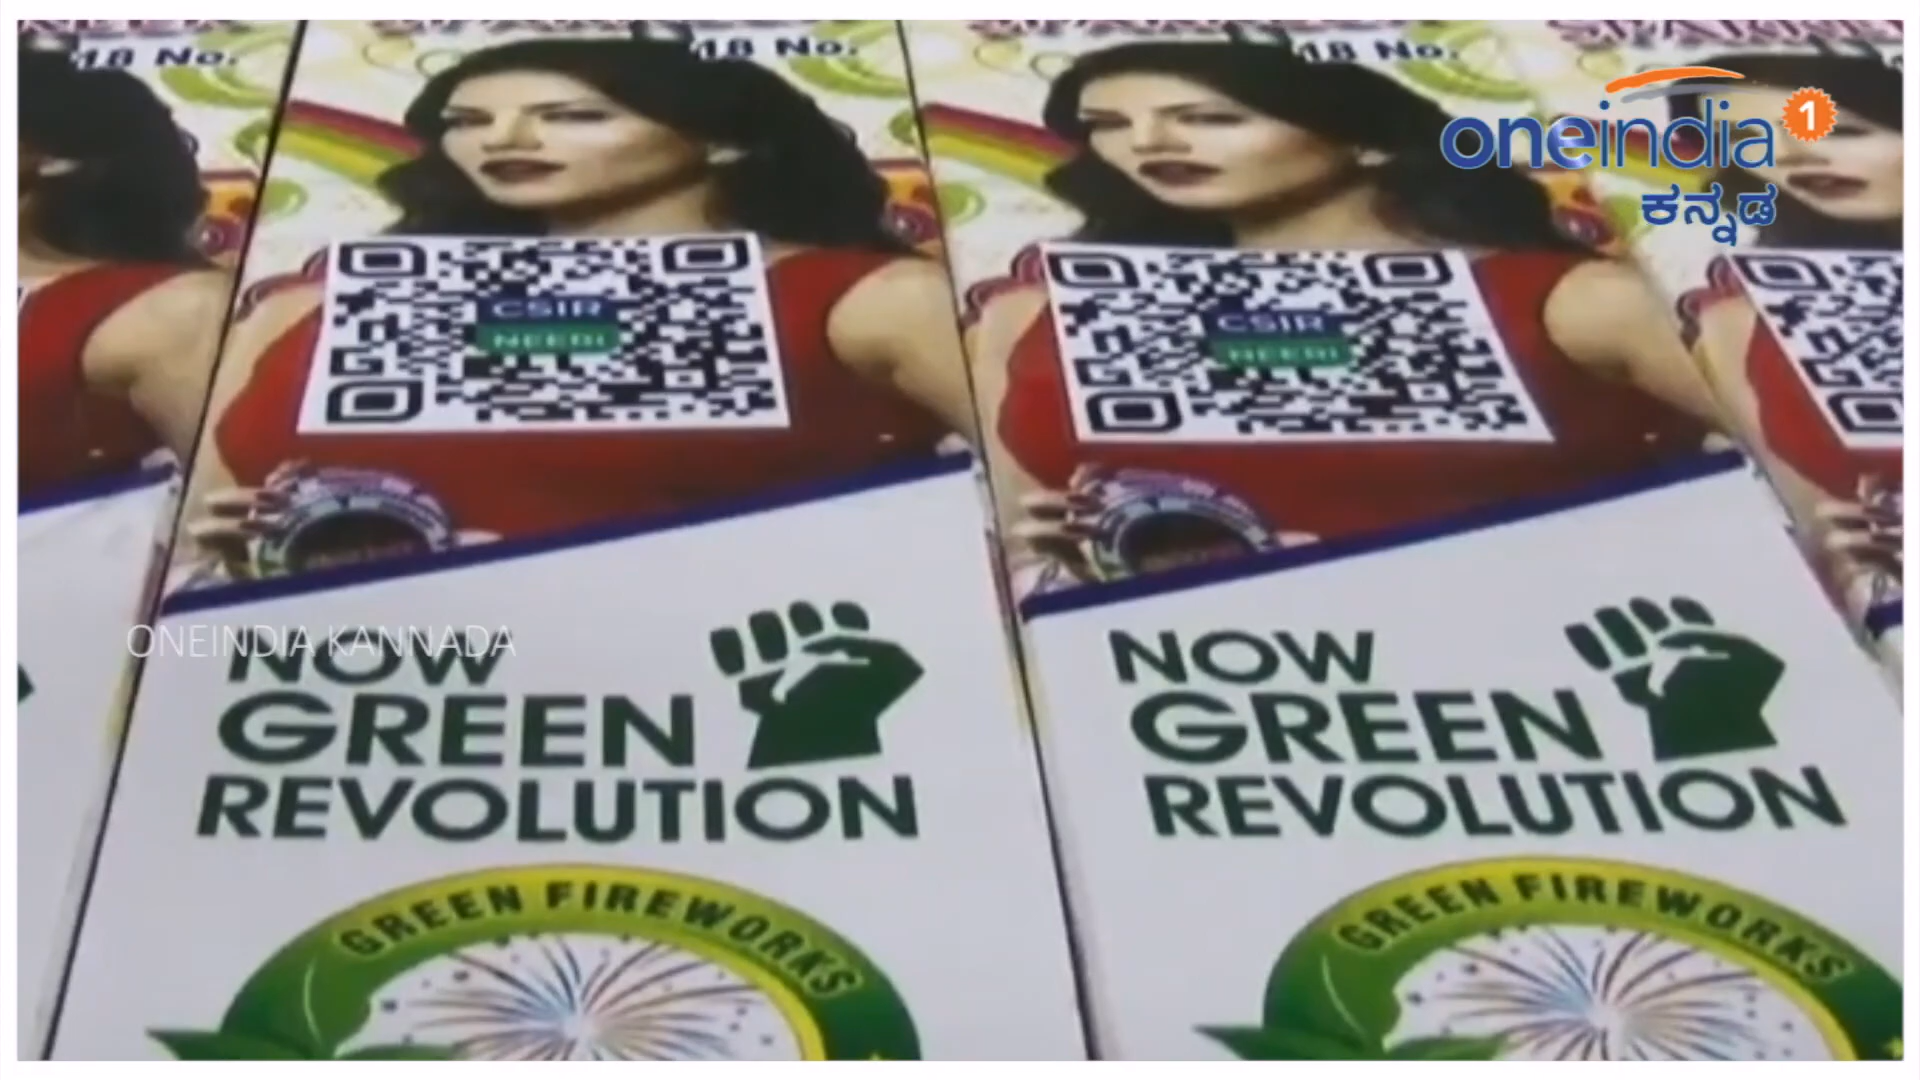 18 No.
18 No.
18 No.
oneindia 1
ಕನ್ನಡ
CSIR
NEERI
CSIR
NEERI
ONEINDIA KANNADA
NOW
GREEN
REVOLUTION
NOW
GREEN
REVOLUTION
GREEN FIREWORKS
GREEN FIREWORKS